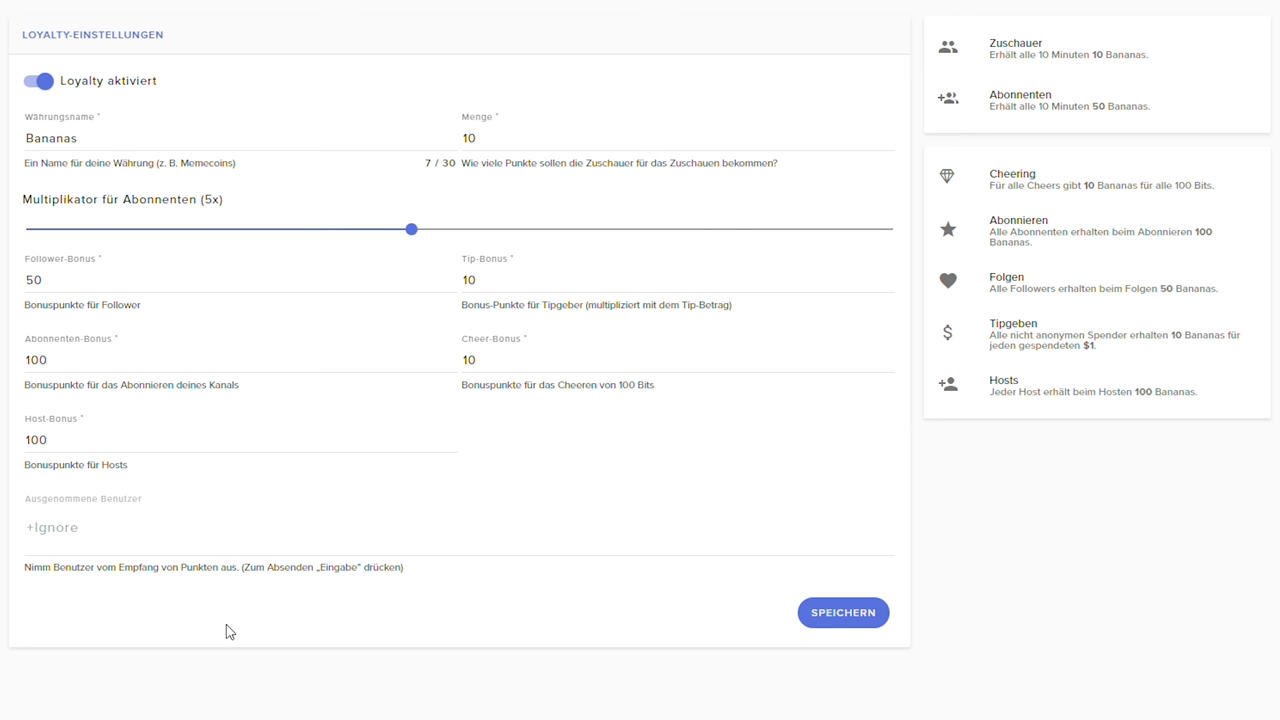 LOYALTY-EINSTELLUNGEN
Loyalty aktiviert
Währungsname *
Bananas
Ein Name für deine Währung (z. B. Memecoins)
7 / 30
Menge *
10
Wie viele Punkte sollen die Zuschauer für das Zuschauen bekommen?
Multiplikator für Abonnenten (5x)
Follower-Bonus *
50
Bonuspunkte für Follower
Tip-Bonus *
10
Bonus-Punkte für Tipgeber (multipliziert mit dem Tip-Betrag)
Abonnenten-Bonus *
100
Bonuspunkte für das Abonnieren deines Kanals
Cheer-Bonus *
10
Bonuspunkte für das Cheeren von 100 Bits
Host-Bonus *
100
Bonuspunkte für Hosts
Ausgenommene Benutzer
+Ignore
Nimm Benutzer vom Empfang von Punkten aus. (Zum Absenden „Eingabe“ drücken)
SPEICHERN
Zuschauer
Erhält alle 10 Minuten 10 Bananas.
Abonnenten
Erhält alle 10 Minuten 50 Bananas.
Cheering
Für alle Cheers gibt 10 Bananas für alle 100 Bits.
Abonnieren
Alle Abonnenten erhalten beim Abonnieren 100
Bananas.
Folgen
Alle Followers erhalten beim Folgen 50 Bananas.
Tipgeben
Alle nicht anonymen Spender erhalten 10 Bananas für
jeden gespendeten $1.
Hosts
Jeder Host erhält beim Hosten 100 Bananas.